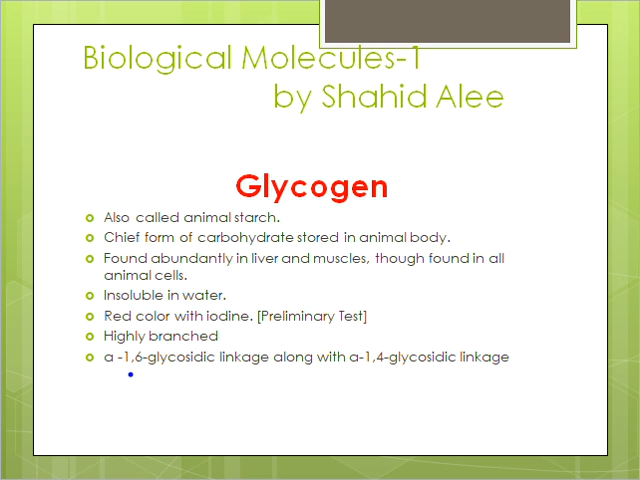 Biological Molecules-1
by Shahid Alee
Glycogen
Also called animal starch.
Chief form of carbohydrate stored in animal body.
Found abundantly in liver and muscles, though found in all
animal cells.
Insoluble in water.
Red color with iodine. [Preliminary Test]
Highly branched
α -1,6-glycosidic linkage along with α-1,4-glycosidic linkage